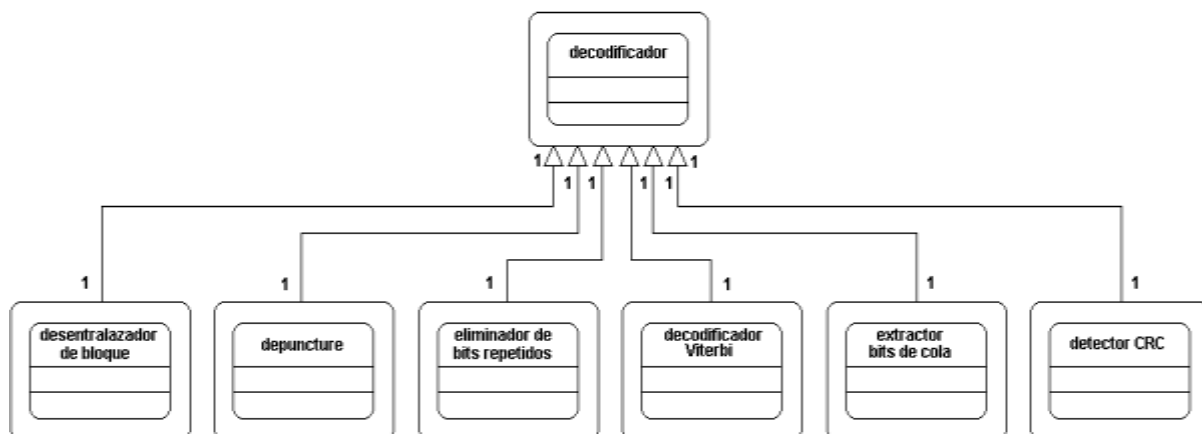 decodificador
1 1 1 1 1 1
1 1 1 1 1 1
desentralazador
de bloque
depuncture
eliminador de
bits repetidos
decodificador
Viterbi
extractor
bits de cola
detector CRC